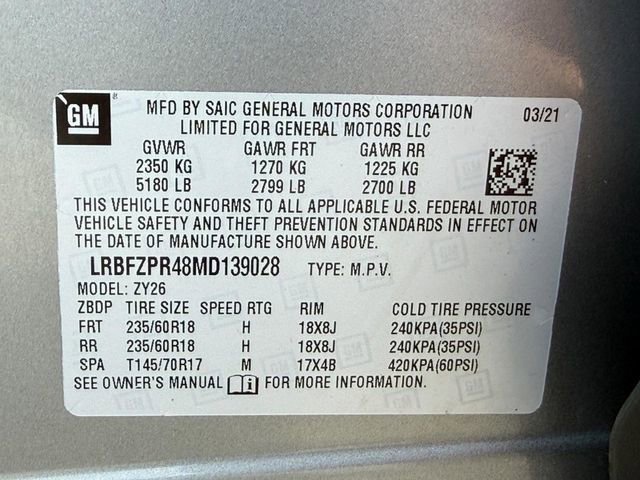 GM
MFD BY SAIC GENERAL MOTORS CORPORATION 03/21
LIMITED FOR GENERAL MOTORS LLC
GVWR GAWR FRT GAWR RR
2350 KG 1270 KG 1225 KG
5180 LB 2799 LB 2700 LB
THIS VEHICLE CONFORMS TO ALL APPLICABLE U.S. FEDERAL MOTOR
VEHICLE SAFETY AND THEFT PREVENTION STANDARDS IN EFFECT
ON THE DATE OF MANUFACTURE SHOWN ABOVE.
LRBFZPR48MD139028 TYPE: M.P.V.
MODEL: ZY26
ZBDP TIRE SIZE SPEED RTG RIM COLD TIRE PRESSURE
FRT 235/60R18 H 18X8J 240KPA(35PSI)
RR 235/60R18 H 18X8J 240KPA(35PSI)
SPA T145/70R17 M 17X4B 420KPA(60PSI)
SEE OWNER'S MANUAL FOR MORE INFORMATION.